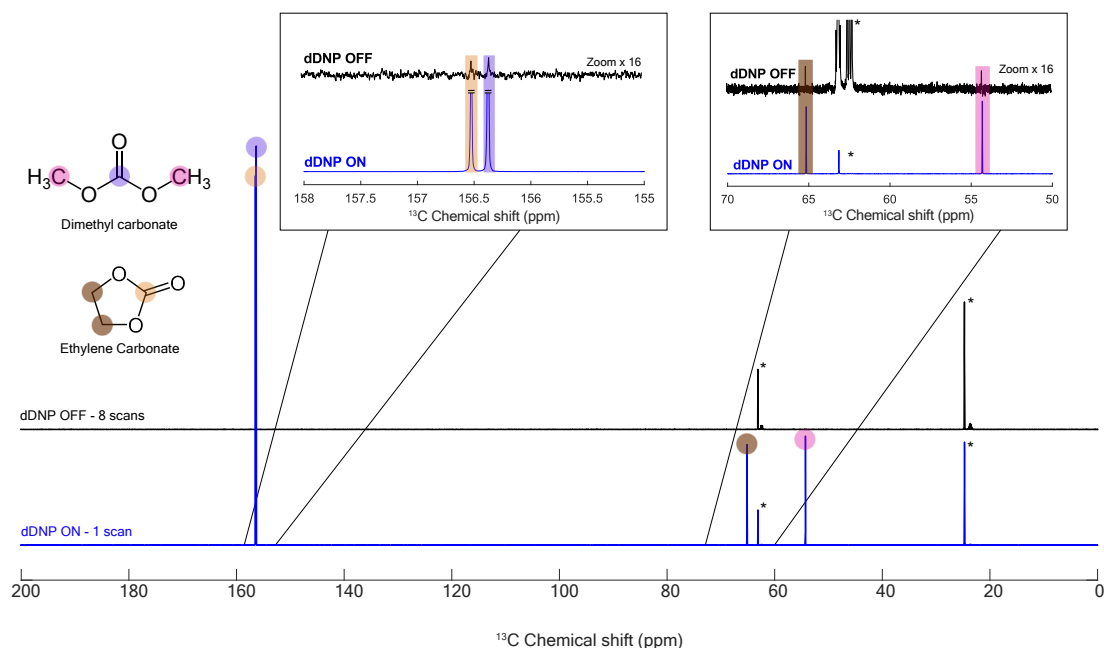 dDNP OFF
Zoom x 16
dDNP ON
158 157.5 157 156.5 156 155.5 155
13C Chemical shift (ppm)
*
dDNP OFF
Zoom x 16
dDNP ON
*
70 65 60 55 50
13C Chemical shift (ppm)
O
H3C O O CH3
Dimethyl carbonate
O
O
O
Ethylene Carbonate
*
*
dDNP OFF - 8 scans
*
*
dDNP ON - 1 scan
200 180 160 140 120 100 80 60 40 20 0
13C Chemical shift (ppm)